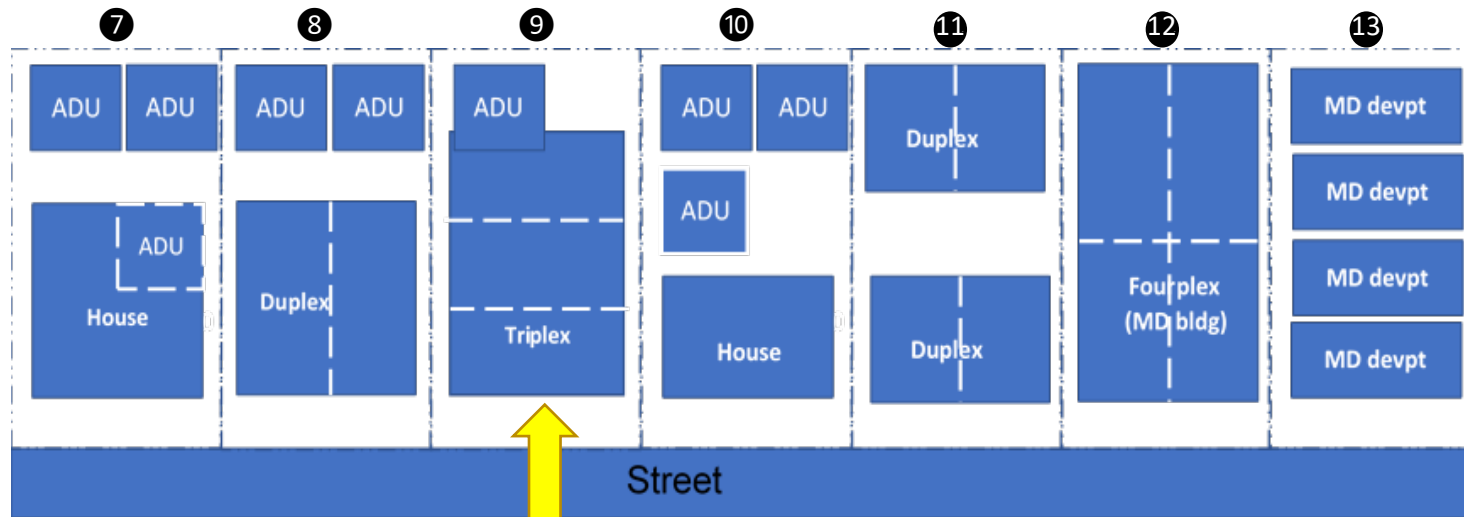 7 8 9 10 11 12 13
ADU ADU ADU ADU ADU ADU ADU MD devpt
Duplex
MD devpt
ADU
ADU
MD devpt
Fourplex
Duplex
House
(MD bldg)
Triplex
House
Duplex
MD devpt
Street